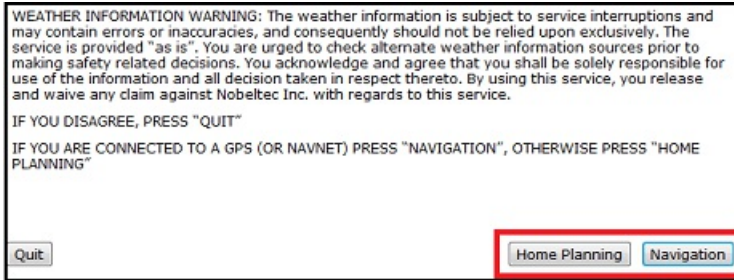 WEATHER INFORMATION WARNING: The weather information is subject to service interruptions and
may contain errors or inaccuracies, and consequently should not be relied upon exclusively. The
service is provided "as is". You are urged to check alternate weather information sources prior to
making safety related decisions. You acknowledge and agree that you shall be solely responsible for
use of the information and all decision taken in respect thereto. By using this service, you release
and waive any claim against Nobeltec Inc. with regards to this service.
IF YOU DISAGREE, PRESS "QUIT"
IF YOU ARE CONNECTED TO A GPS (OR NAVNET) PRESS "NAVIGATION", OTHERWISE PRESS "HOME
PLANNING"
Quit Home Planning Navigation